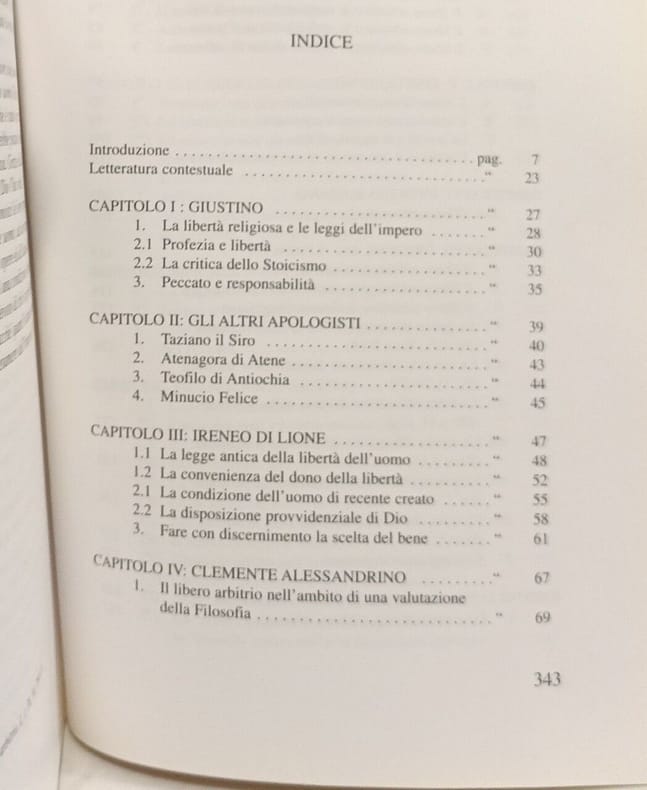 INDICE
Introduzione . . . . . . . . . . . . . . . . . . . . . . . . . . . . . . . . . . . . pag. 7
Letteratura contestuale . . . . . . . . . . . . . . . . . . . . . . . . . . . . . “ 23
CAPITOLO I : GIUSTINO . . . . . . . . . . . . . . . . . . . . . . . . . . “ 27
1. La libertà religiosa e le leggi dell’impero . . . . . . . “ 28
2.1 Profezia e libertà . . . . . . . . . . . . . . . . . . . . . . . . . “ 30
2.2 La critica dello Stoicismo . . . . . . . . . . . . . . . . . . . “ 33
3. Peccato e responsabilità . . . . . . . . . . . . . . . . . . . . “ 35
CAPITOLO II: GLI ALTRI APOLOGISTI . . . . . . . . . . . . . . . “ 39
1. Taziano il Siro . . . . . . . . . . . . . . . . . . . . . . . . . . . “ 40
2. Atenagora di Atene . . . . . . . . . . . . . . . . . . . . . . . . “ 43
3. Teofilo di Antiochia . . . . . . . . . . . . . . . . . . . . . . . “ 44
4. Minucio Felice . . . . . . . . . . . . . . . . . . . . . . . . . . . “ 45
CAPITOLO III: IRENEO DI LIONE . . . . . . . . . . . . . . . . . . . “ 47
1.1 La legge antica della libertà dell’uomo . . . . . . . . . “ 48
1.2 La convenienza del dono della libertà . . . . . . . . . . “ 52
2.1 La condizione dell’uomo di recente creato . . . . . . “ 55
2.2 La disposizione provvidenziale di Dio . . . . . . . . . “ 58
3. Fare con discernimento la scelta del bene . . . . . . . “ 61
CAPITOLO IV: CLEMENTE ALESSANDRINO . . . . . . . . . “ 67
1. Il libero arbitrio nell’ambito di una valutazione
della Filosofia . . . . . . . . . . . . . . . . . . . . . . . . . . . . . “ 69
343